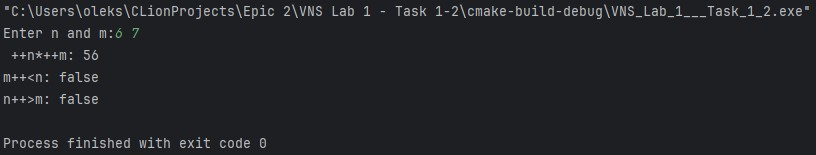 "C:\Users\oleks\CLionProjects\Epic 2\VNS Lab 1 - Task 1-2\cmake-build-debug\VNS_Lab_1___Task_1_2.exe"
Enter n and m:6 7
 ++n*++m: 56
m++<n: false
n++>m: false
Process finished with exit code 0